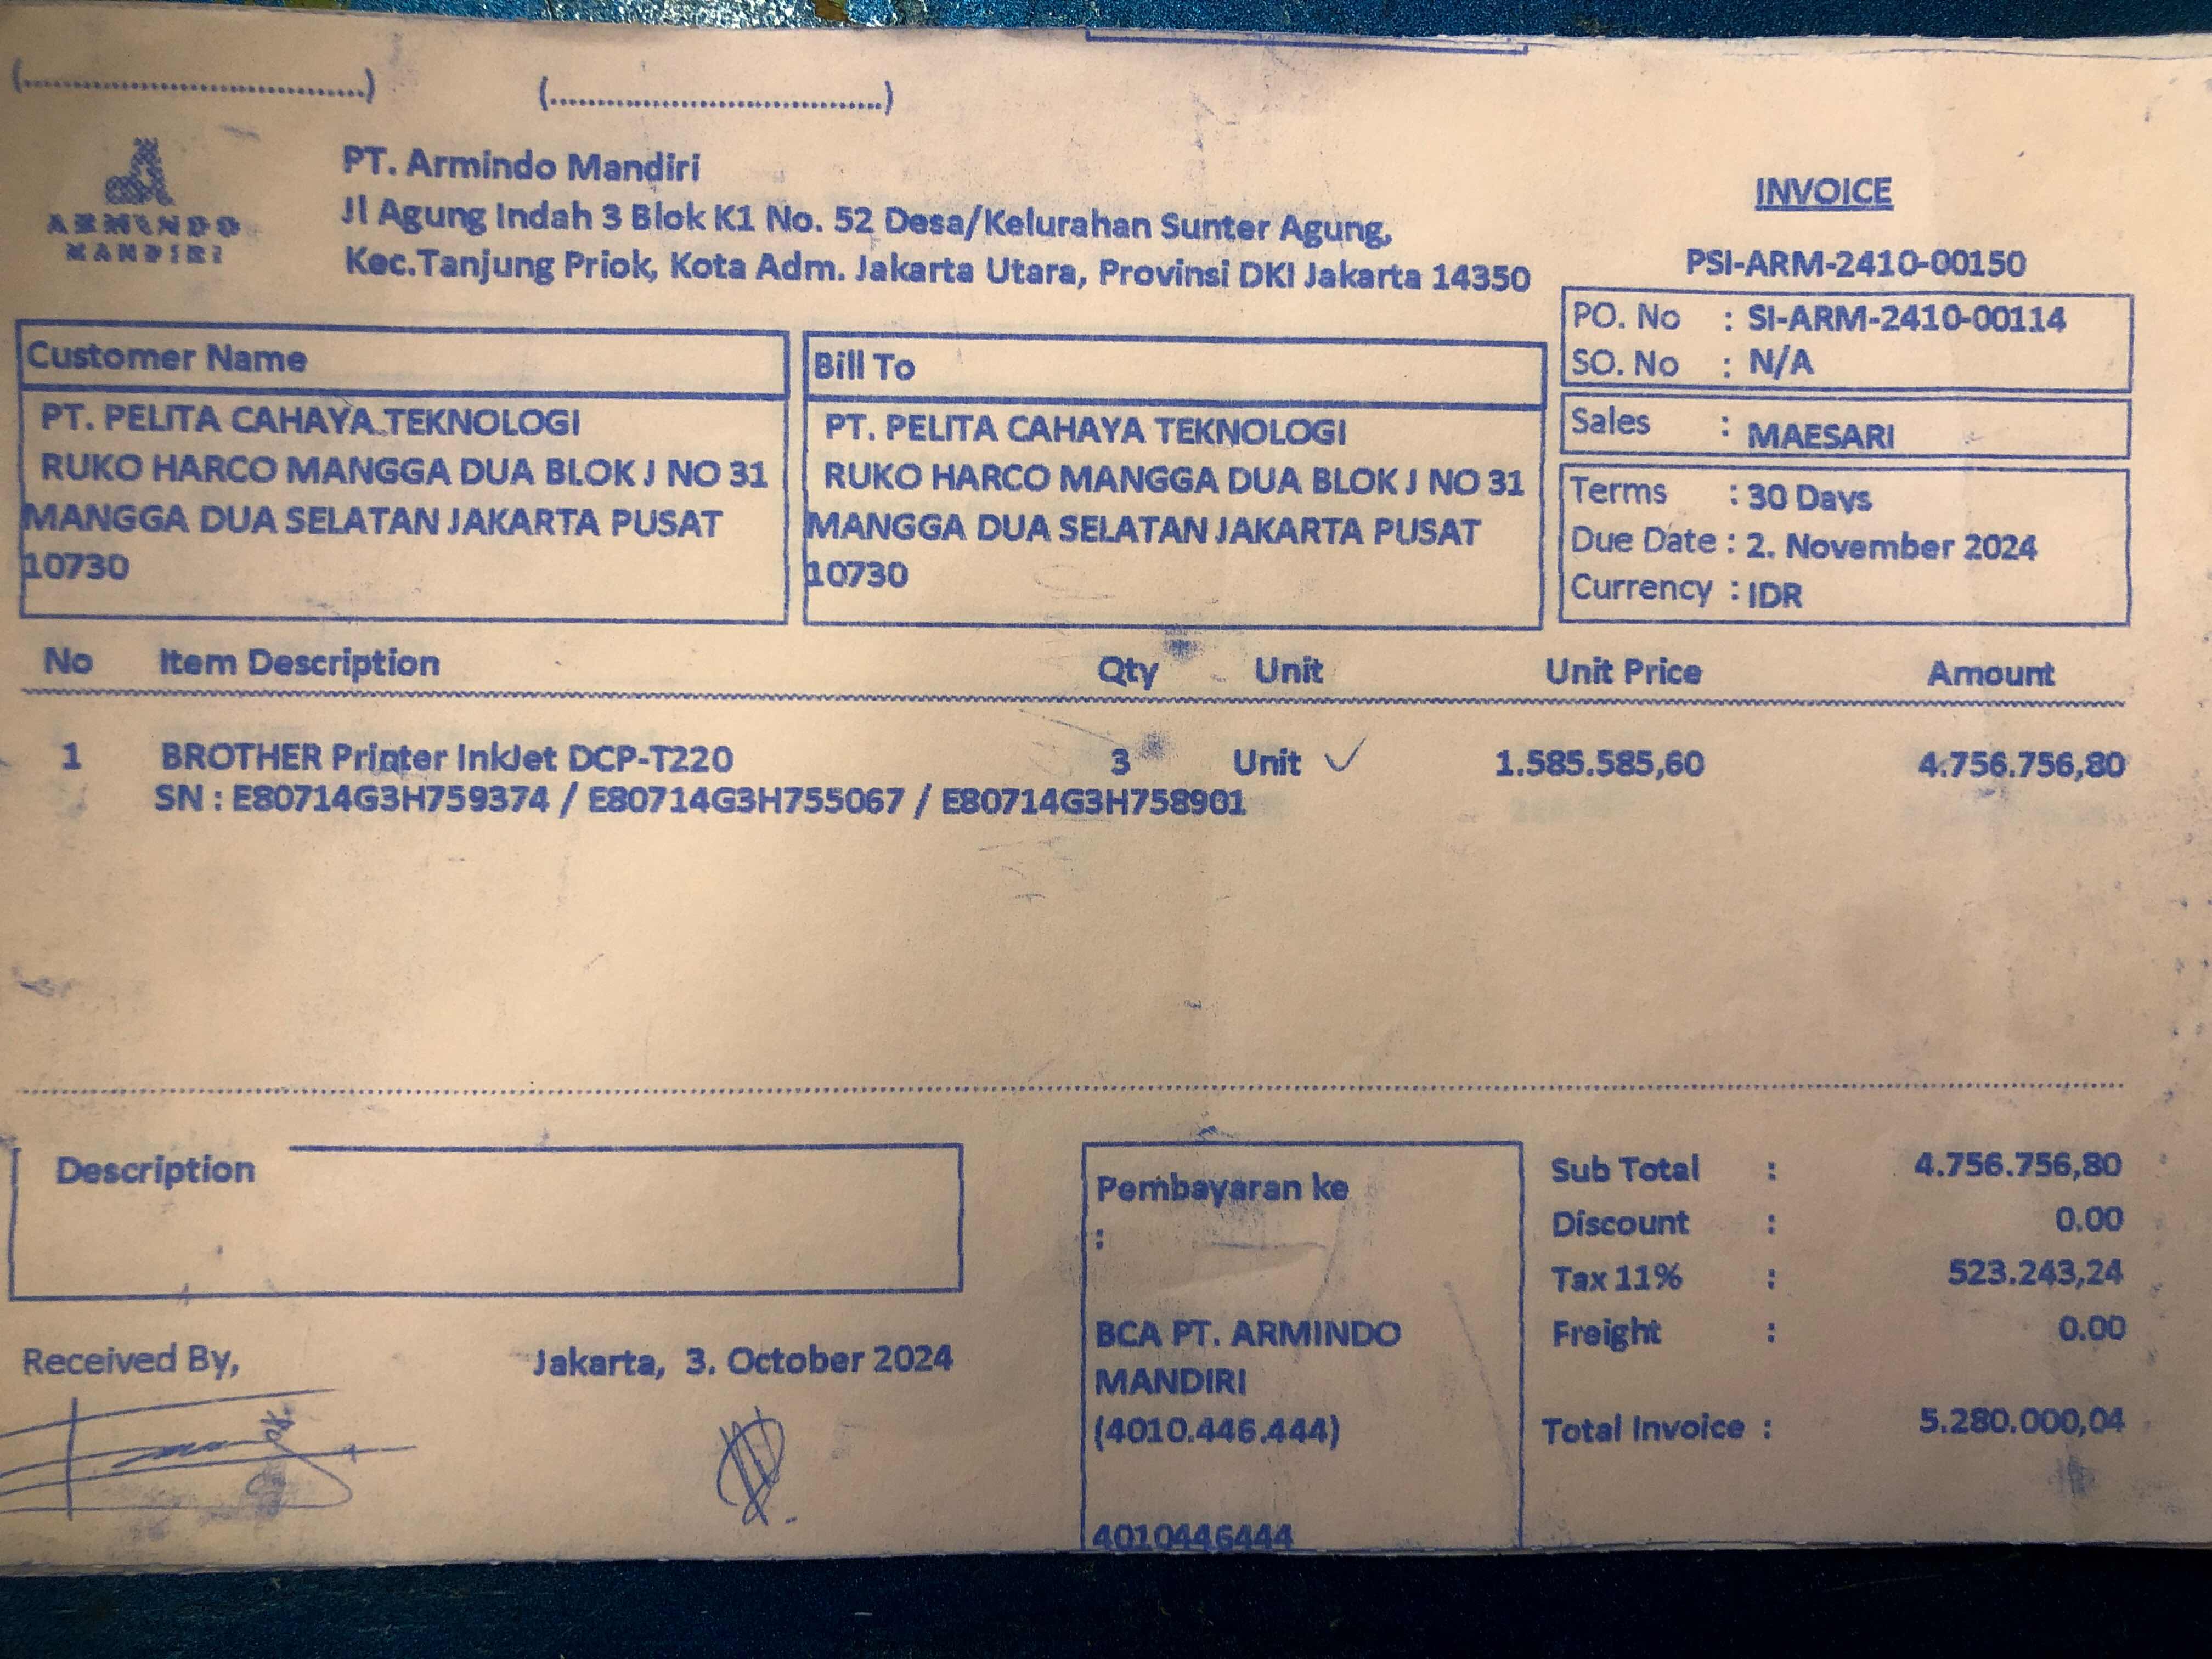 (....................................) (....................................)
ARMINDO
MANDIRI
PT. Armindo Mandiri
Jl Agung Indah 3 Blok K1 No. 52 Desa/Kelurahan Sunter Agung,
Kec.Tanjung Priok, Kota Adm. Jakarta Utara, Provinsi DKI Jakarta 14350
INVOICE
PSI-ARM-2410-00150
PO. No : SI-ARM-2410-00114
SO. No : N/A
Sales : MAESARI
Terms : 30 Days
Due Date : 2. November 2024
Currency : IDR
Customer Name
PT. PELITA CAHAYA TEKNOLOGI
RUKO HARCO MANGGA DUA BLOK J NO 31
MANGGA DUA SELATAN JAKARTA PUSAT
10730
Bill To
PT. PELITA CAHAYA TEKNOLOGI
RUKO HARCO MANGGA DUA BLOK J NO 31
MANGGA DUA SELATAN JAKARTA PUSAT
10730
No Item Description Qty Unit Unit Price Amount
1 BROTHER Printer InkJet DCP-T220 3 Unit ✓ 1.585.585,60 4.756.756,80
SN : E80714G3H759374 / E80714G3H755067 / E80714G3H758901
Description
Received By,
Jakarta, 3. October 2024
Pembayaran ke
:
BCA PT. ARMINDO
MANDIRI
(4010.446.444)
4010446444
Sub Total : 4.756.756,80
Discount : 0.00
Tax 11% : 523.243,24
Freight : 0.00
Total Invoice : 5.280.000,04